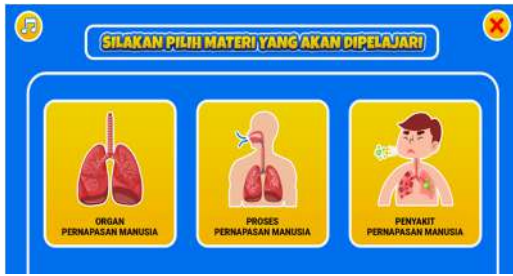 SILAKAN PILIH MATERI YANG AKAN DIPELAJARI
ORGAN
PERNAPASAN MANUSIA
PROSES
PERNAPASAN MANUSIA
PENYAKIT
PERNAPASAN MANUSIA